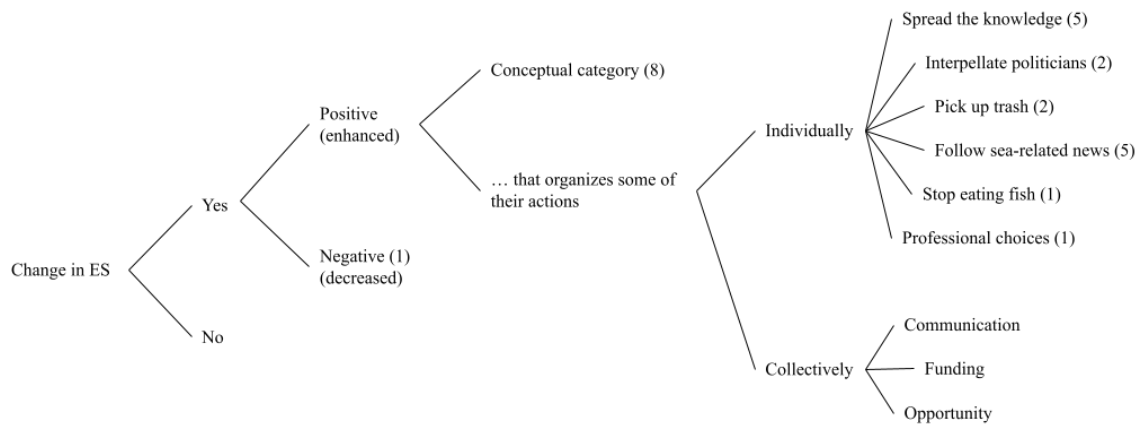 Spread the knowledge (5)
Conceptual category (8)
Interpellate politicians (2)
Positive
(enhanced)
Pick up trash (2)
Individually
Follow sea-related news (5)
… that organizes some of
their actions
Stop eating fish (1)
Yes
Professional choices (1)
Negative (1)
(decreased)
Change in ES
No
Communication
Collectively
Funding
Opportunity